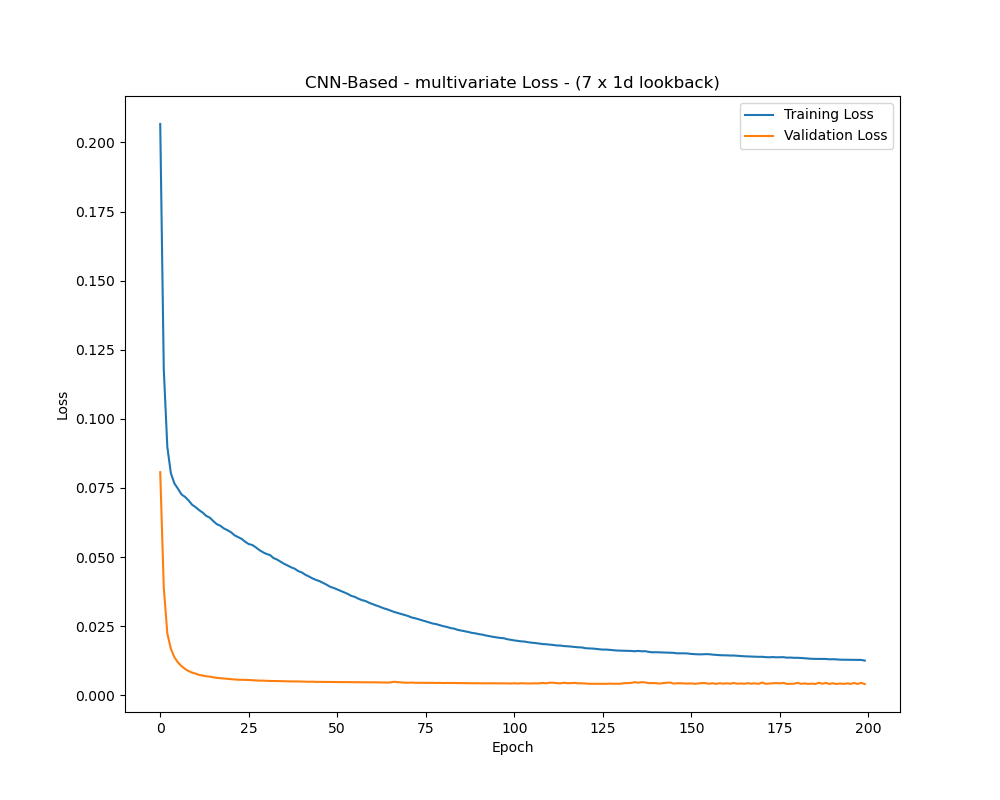 CNN-Based - multivariate Loss - (7 x 1d lookback)
Training Loss
Validation Loss
0.200
0.175
0.150
0.125
0.100
0.075
0.050
0.025
0.000
Loss
0 25 50 75 100 125 150 175 200
Epoch